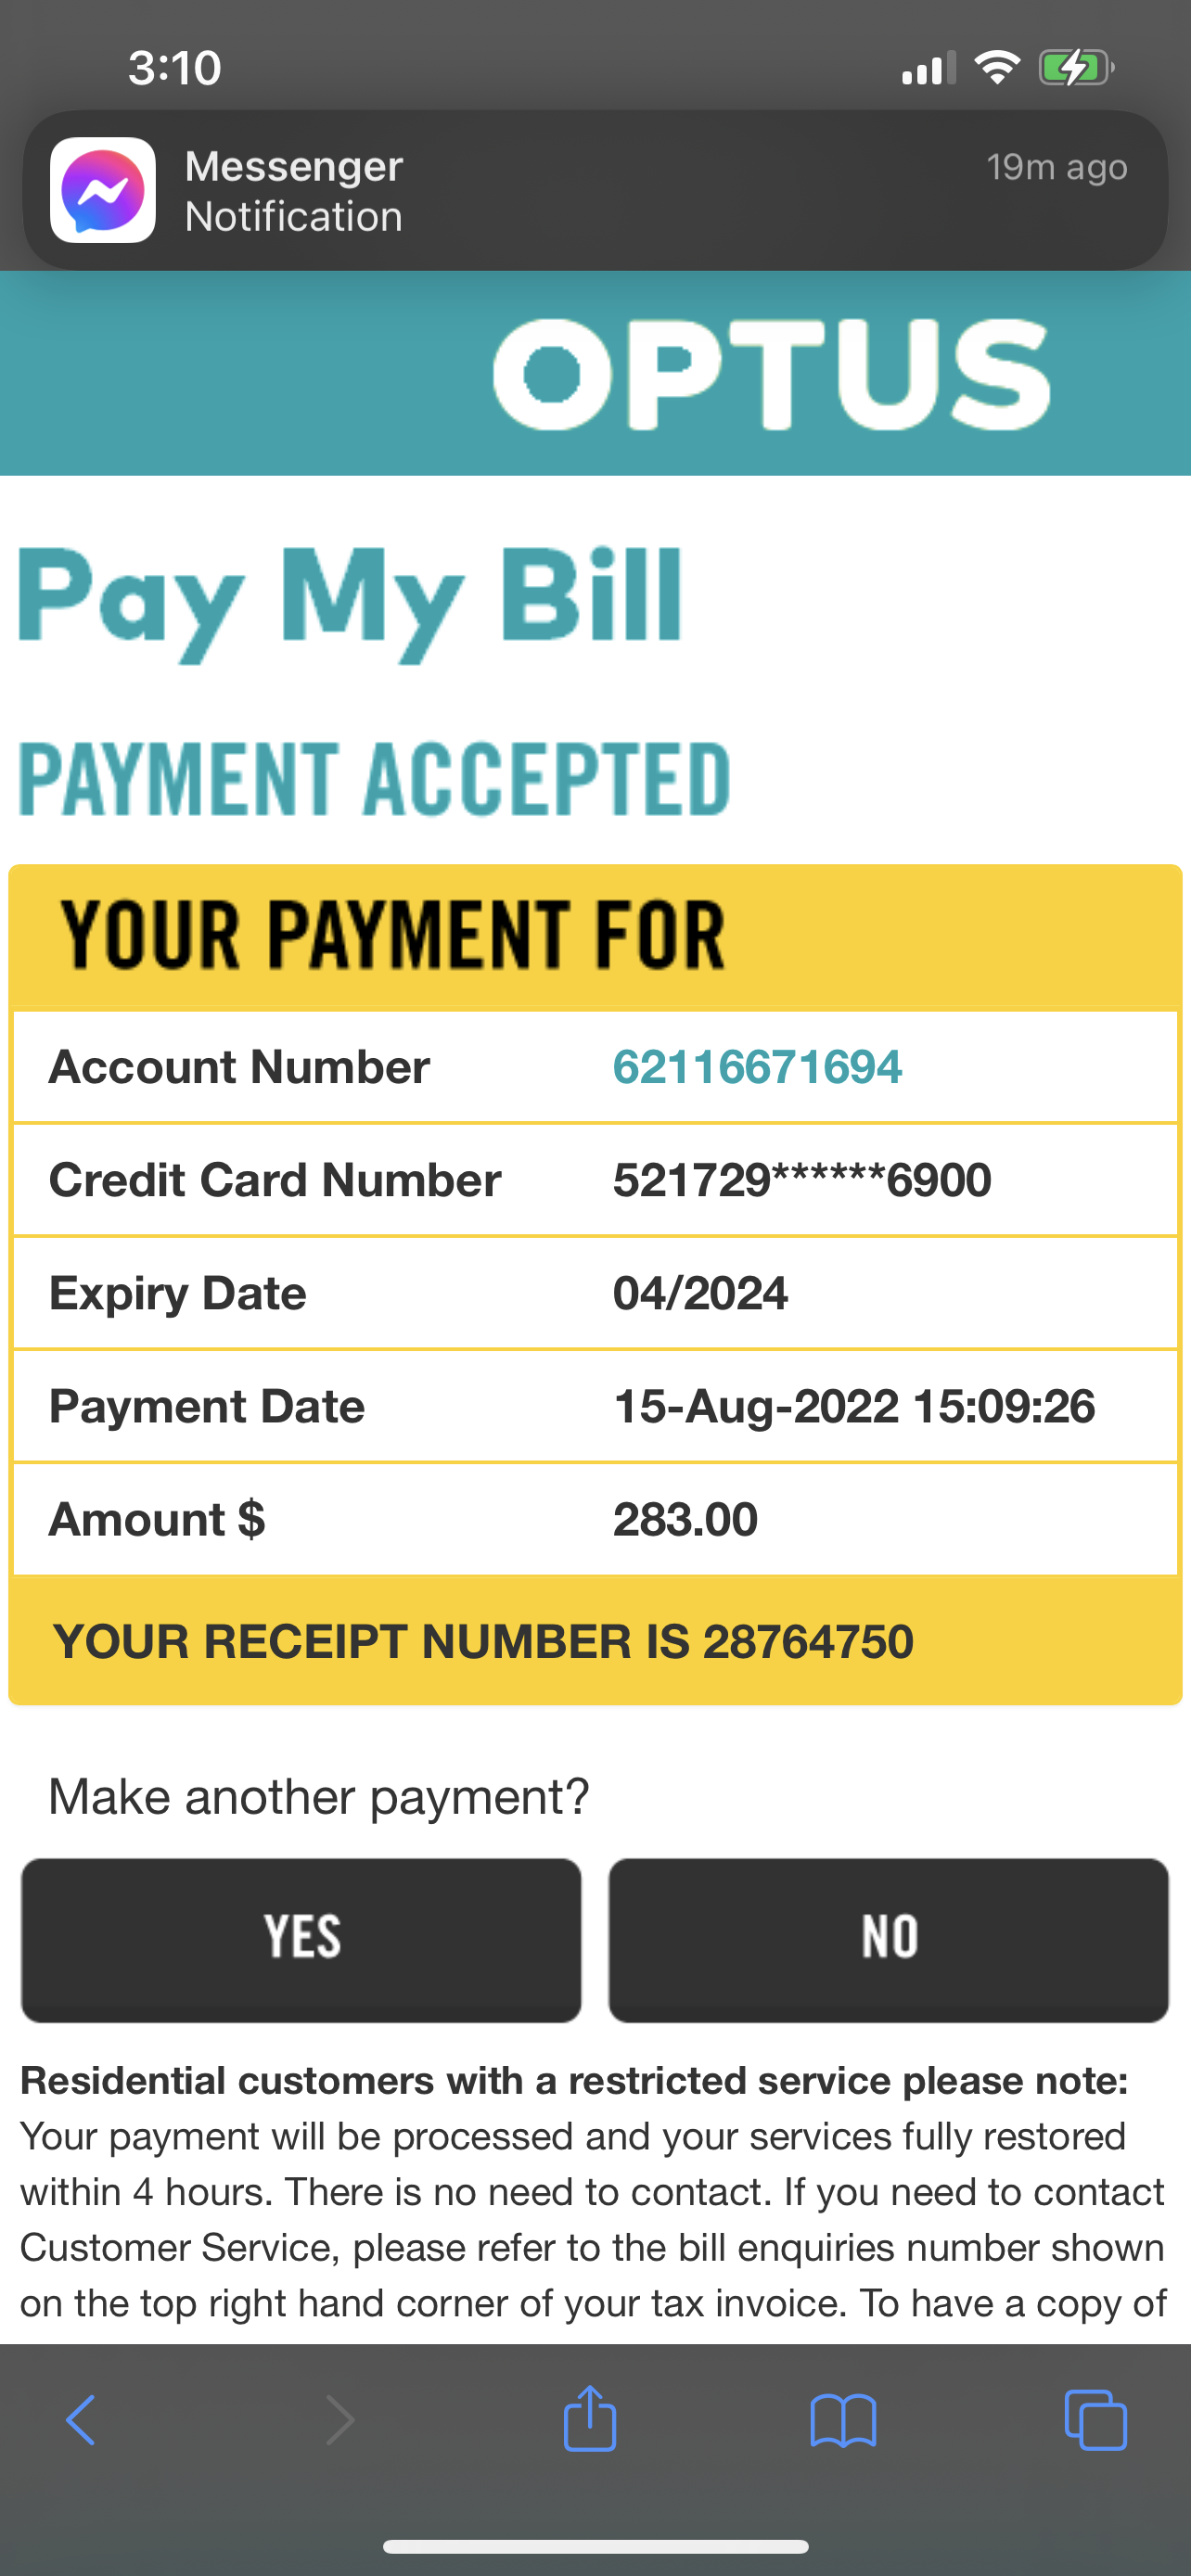 3:10
Messenger 19m ago
Notification
OPTUS
Pay My Bill
PAYMENT ACCEPTED
YOUR PAYMENT FOR
Account Number 62116671694
Credit Card Number 521729******6900
Expiry Date 04/2024
Payment Date 15-Aug-2022 15:09:26
Amount $ 283.00
YOUR RECEIPT NUMBER IS 28764750
Make another payment?
YES NO
Residential customers with a restricted service please note:
Your payment will be processed and your services fully restored
within 4 hours. There is no need to contact. If you need to contact
Customer Service, please refer to the bill enquiries number shown
on the top right hand corner of your tax invoice. To have a copy of